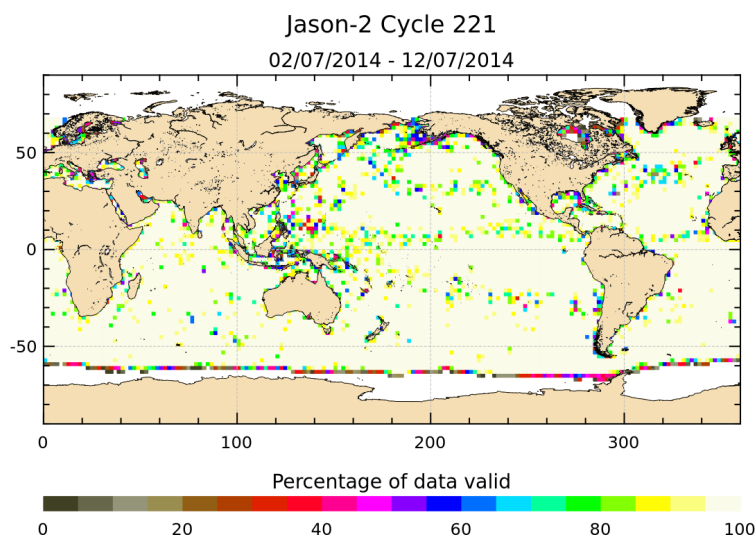 Jason-2 Cycle 221
02/07/2014 - 12/07/2014
50
0
-50
0 100 200 300
Percentage of data valid
0 20 40 60 80 100